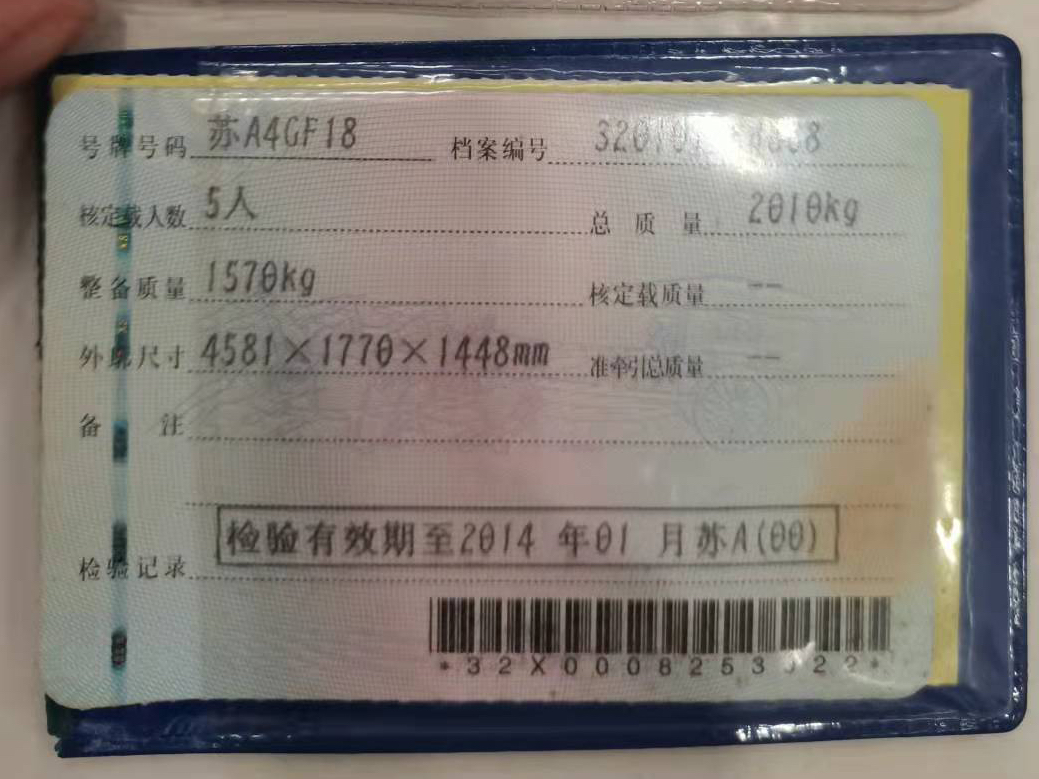 号牌号码 苏A4GF18 档案编号
核定载人数 5人 总质量 2010kg
整备质量 1570kg 核定载质量 --
外廓尺寸 4581×1770×1448mm 准牵引总质量 --
备注
检验有效期至2014 年01 月苏A(00)
检验记录